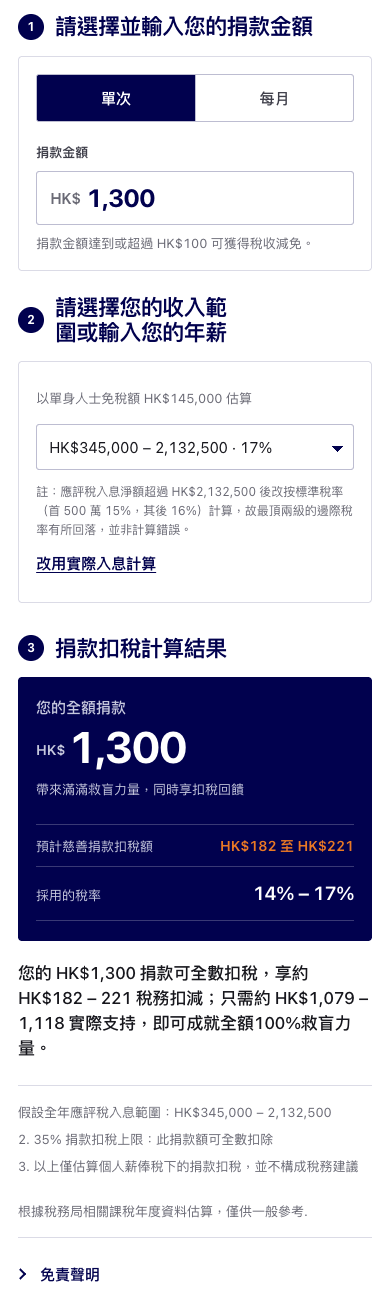 1 請選擇並輸入您的捐款金額
單次 每月
捐款金額
HK$ 1,300
捐款金額達到或超過 HK$100 可獲得稅收減免。
2 請選擇您的收入範
圍或輸入您的年薪
以單身人士免稅額 HK$145,000 估算
HK$345,000 – 2,132,500 · 17%
註：應評稅入息淨額超過 HK$2,132,500 後改按標準稅率
（首 500 萬 15%，其後 16%）計算，故最頂兩級的邊際稅
率有所回落，並非計算錯誤。
改用實際入息計算
3 捐款扣稅計算結果
您的全額捐款
HK$ 1,300
帶來滿滿救盲力量，同時享扣稅回饋
預計慈善捐款扣稅額 HK$182 至 HK$221
採用的稅率 14% – 17%
您的 HK$1,300 捐款可全數扣稅，享約
HK$182 – 221 稅務扣減；只需約 HK$1,079 –
1,118 實際支持，即可成就全額100%救盲力
量。
假設全年應評稅入息範圍：HK$345,000 – 2,132,500
2. 35% 捐款扣稅上限：此捐款額可全數扣除
3. 以上僅估算個人薪俸稅下的捐款扣稅，並不構成稅務建議
根據稅務局相關課稅年度資料估算，僅供一般參考.
免責聲明